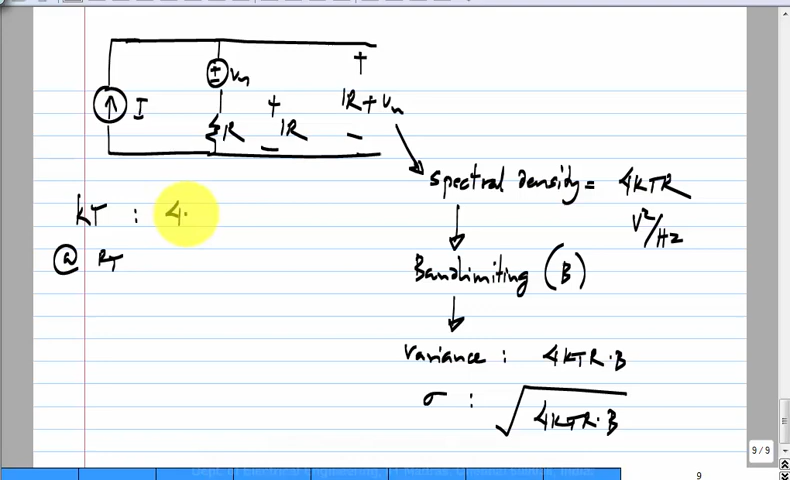 + vn
I
R
+
IR
-
+
IR + vn
-
Spectral density = 4kTR
V²/Hz
kT : 4.
@ RT
Bandlimiting (B)
Variance : 4kTR·B
σ : √4kTR·B
9/9
9